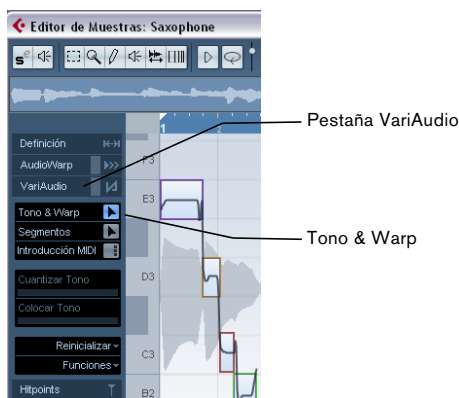 Editor de Muestras: Saxophone
Pestaña VariAudio
1
Definición
AudioWarp
F3
VariAudio
E3
Tono & Warp
Tono & Warp
Segmentos
Introducción MIDI
Cuantizar Tono
D3
Colocar Tono
Reinicializar
C3
Funciones
Hitpoints
B2